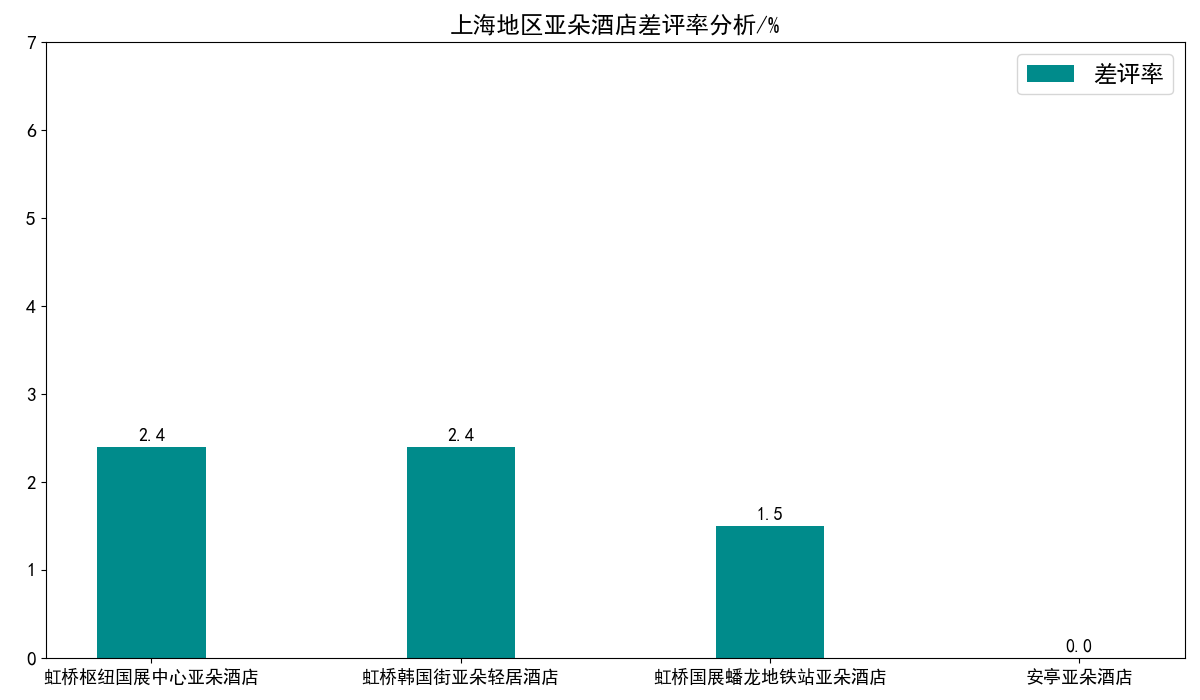 上海地区亚朵酒店差评率分析/%
差评率
7
6
5
4
3
2
1
0
2.4
2.4
1.5
0.0
虹桥枢纽国展中心亚朵酒店
虹桥韩国街亚朵轻居酒店
虹桥国展蟠龙地铁站亚朵酒店
安亭亚朵酒店